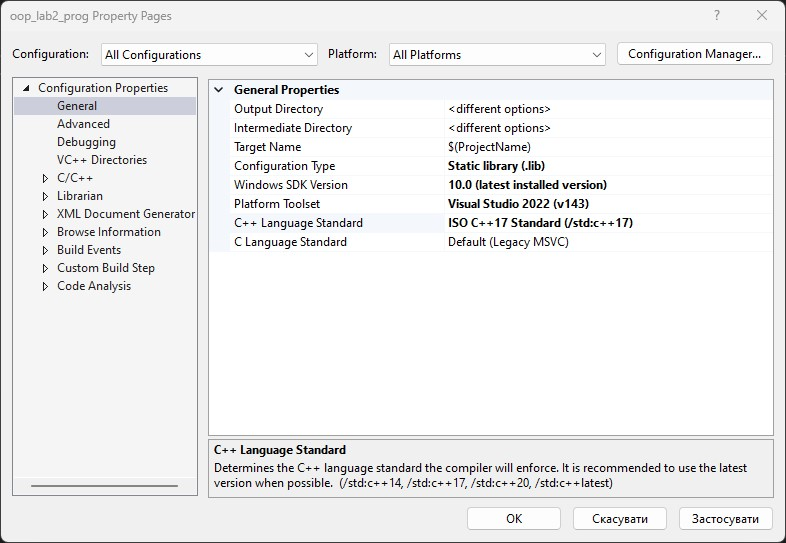 oop_lab2_prog Property Pages
Configuration: All Configurations Platform: All Platforms Configuration Manager...
Configuration Properties
General
Advanced
Debugging
VC++ Directories
C/C++
Librarian
XML Document Generator
Browse Information
Build Events
Custom Build Step
Code Analysis
General Properties
Output Directory <different options>
Intermediate Directory <different options>
Target Name $(ProjectName)
Configuration Type Static library (.lib)
Windows SDK Version 10.0 (latest installed version)
Platform Toolset Visual Studio 2022 (v143)
C++ Language Standard ISO C++17 Standard (/std:c++17)
C Language Standard Default (Legacy MSVC)
C++ Language Standard
Determines the C++ language standard the compiler will enforce. It is recommended to use the latest
version when possible. (/std:c++14, /std:c++17, /std:c++20, /std:c++latest)
OK Скасувати Застосувати